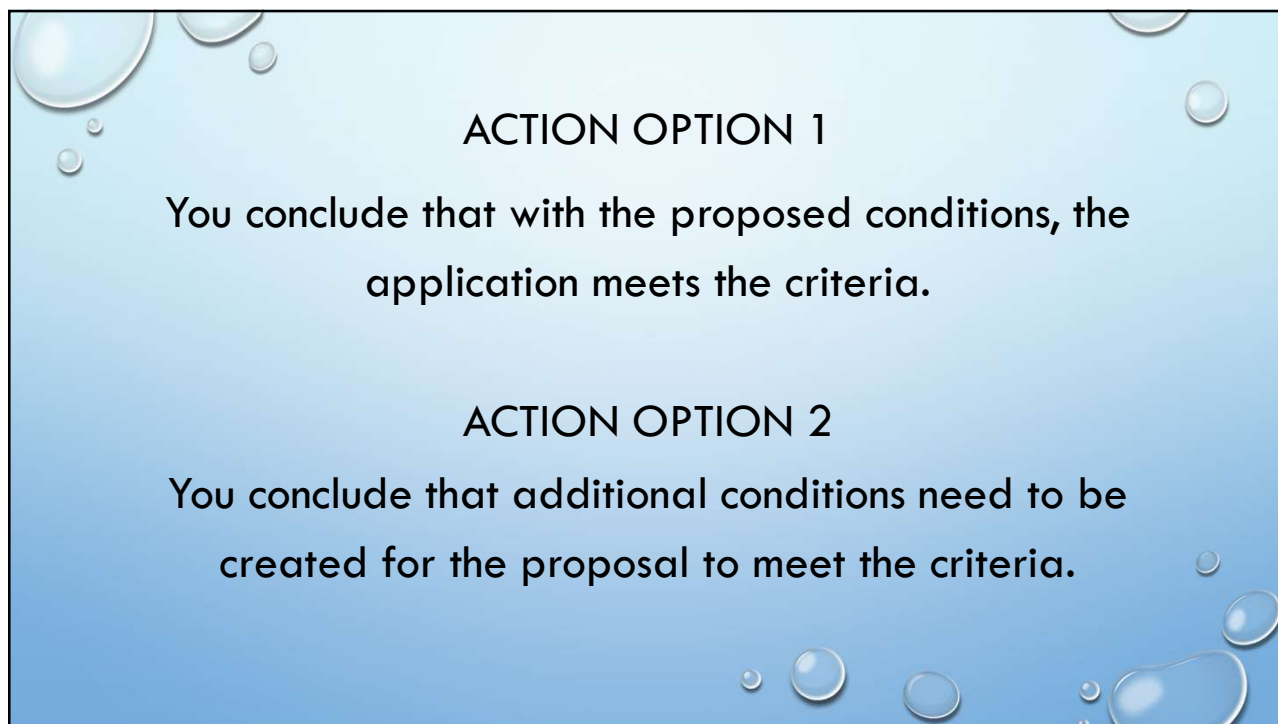 ACTION OPTION 1
You conclude that with the proposed conditions, the
application meets the criteria.
ACTION OPTION 2
You conclude that additional conditions need to be
created for the proposal to meet the criteria.